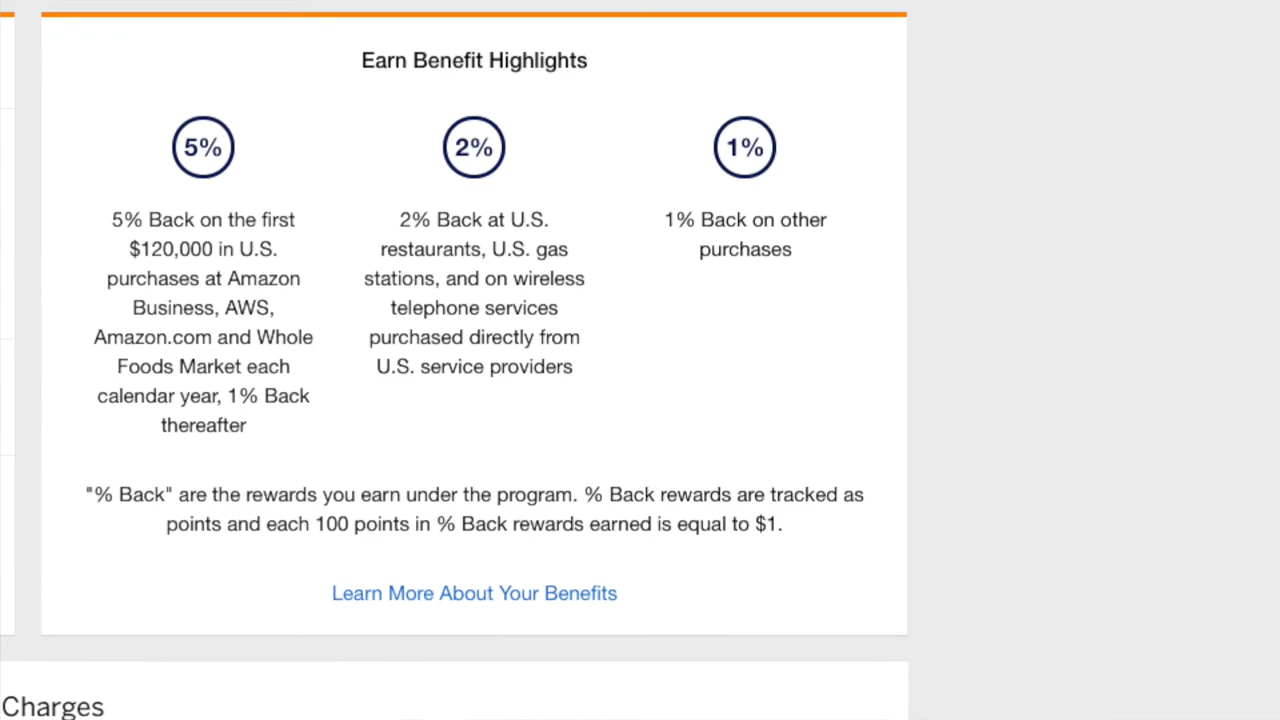 Earn Benefit Highlights
5%
2%
1%
5% Back on the first
$120,000 in U.S.
purchases at Amazon
Business, AWS,
Amazon.com and Whole
Foods Market each
calendar year, 1% Back
thereafter
2% Back at U.S.
restaurants, U.S. gas
stations, and on wireless
telephone services
purchased directly from
U.S. service providers
1% Back on other
purchases
"% Back" are the rewards you earn under the program. % Back rewards are tracked as
points and each 100 points in % Back rewards earned is equal to $1.
Learn More About Your Benefits
Charges